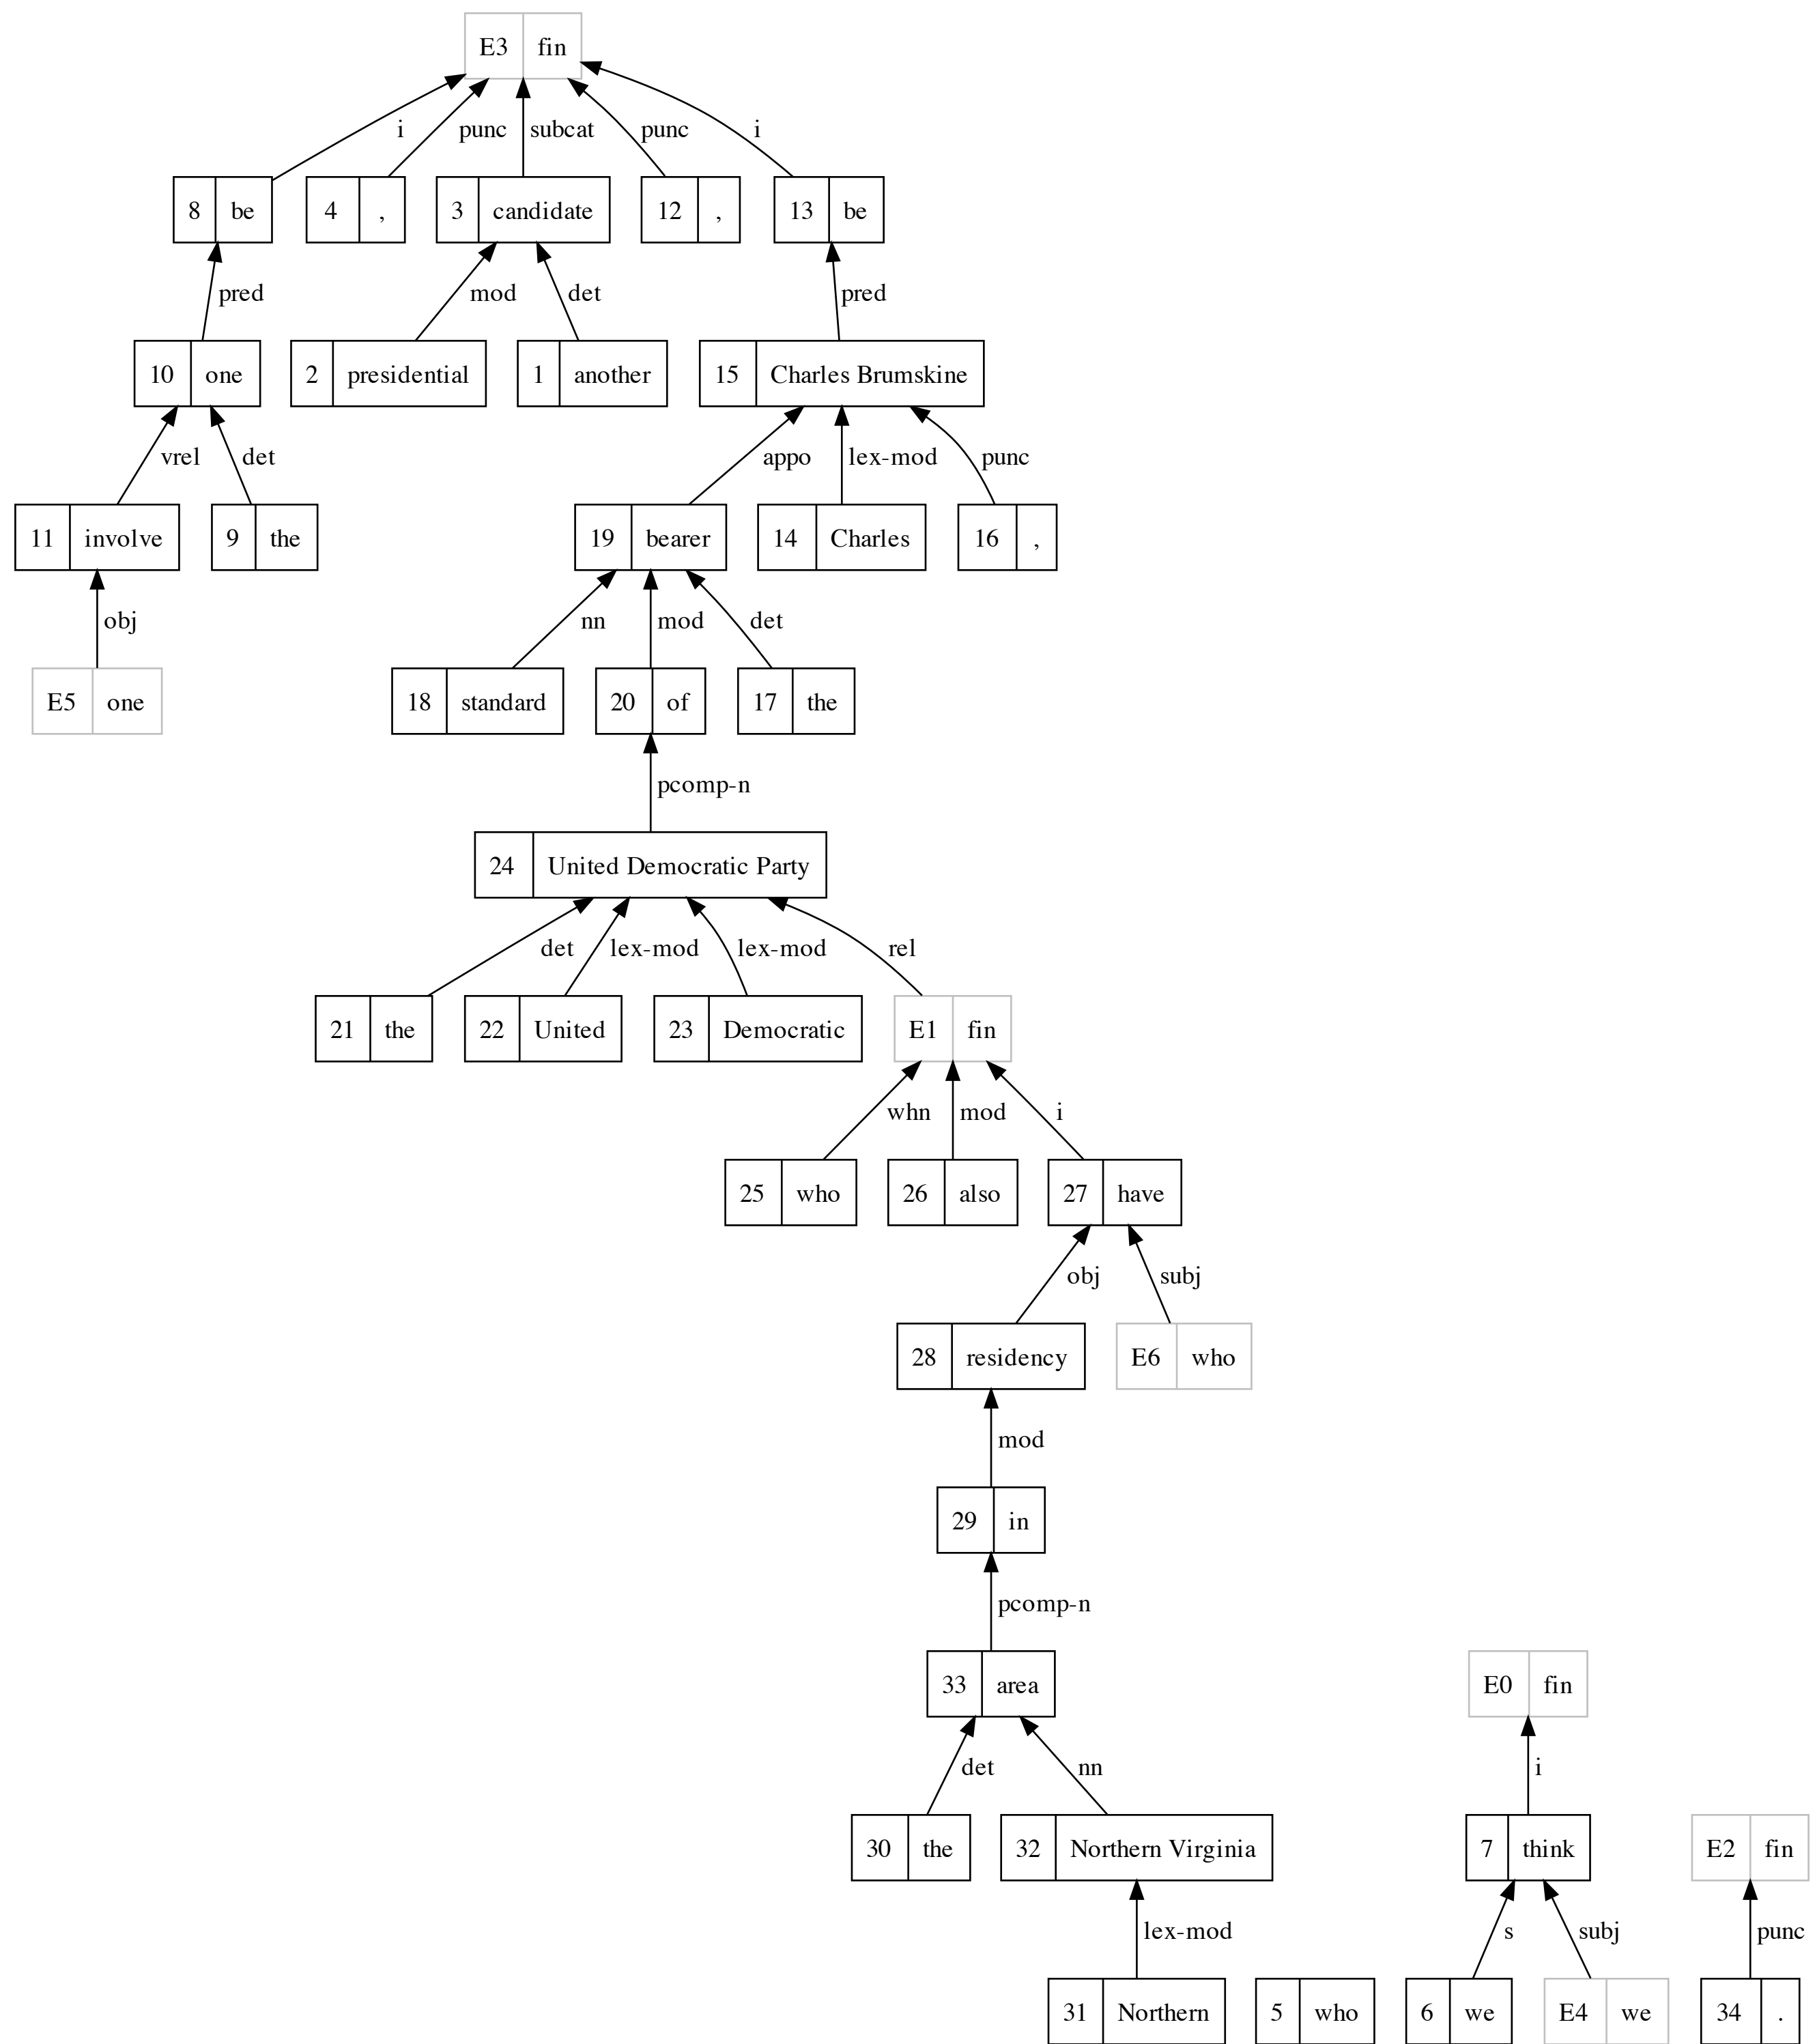 E3 fin
i punc subcat punc i
8 be 4 , 3 candidate 12 , 13 be
pred mod det pred
10 one 2 presidential 1 another 15 Charles Brumskine
vrel det appo lex-mod punc
11 involve 9 the 19 bearer 14 Charles 16 ,
obj nn mod det
E5 one 18 standard 20 of 17 the
pcomp-n
24 United Democratic Party
det lex-mod lex-mod rel
21 the 22 United 23 Democratic E1 fin
whn mod i
25 who 26 also 27 have
obj subj
28 residency E6 who
mod
29 in
pcomp-n
33 area E0 fin
det nn i
30 the 32 Northern Virginia 7 think E2 fin
lex-mod s subj punc
31 Northern 5 who 6 we E4 we 34 .